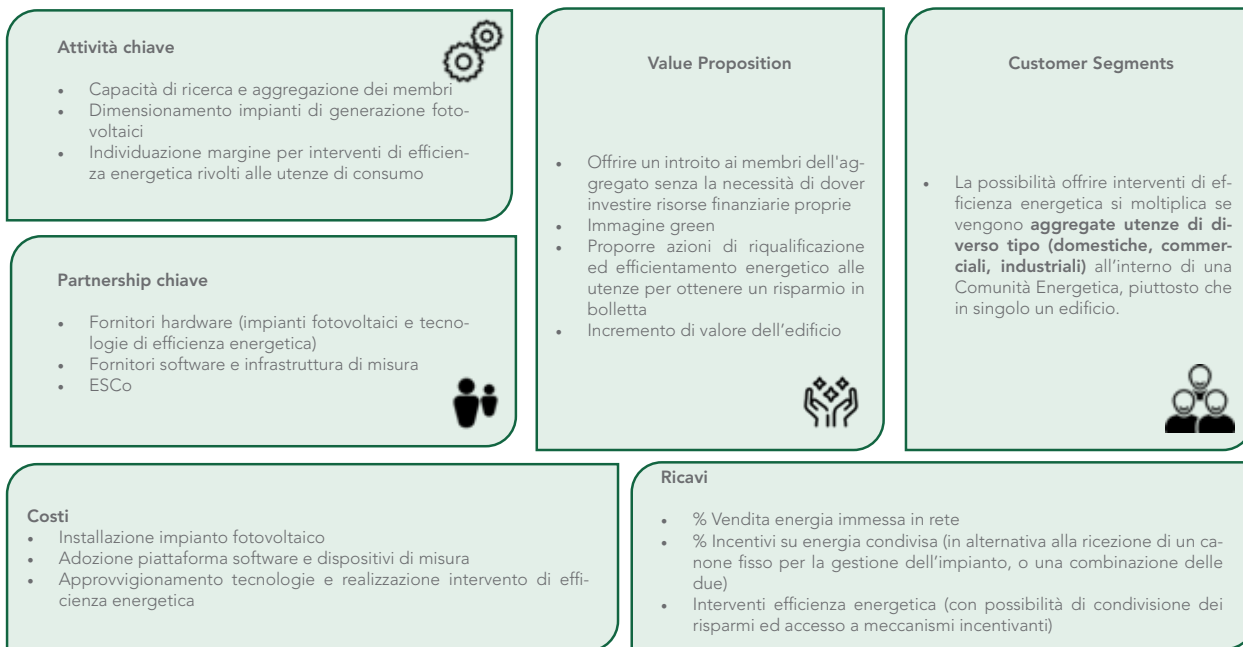 Attività chiave
• Capacità di ricerca e aggregazione dei membri
• Dimensionamento impianti di generazione foto-
voltaici
• Individuazione margine per interventi di efficien-
za energetica rivolti alle utenze di consumo
Partnership chiave
• Fornitori hardware (impianti fotovoltaici e tecno-
logie di efficienza energetica)
• Fornitori software e infrastruttura di misura
• ESCo
Value Proposition
• Offrire un introito ai membri dell'ag-
gregato senza la necessità di dover
investire risorse finanziarie proprie
• Immagine green
• Proporre azioni di riqualificazione
ed efficientamento energetico alle
utenze per ottenere un risparmio in
bolletta
• Incremento di valore dell'edificio
Customer Segments
• La possibilità offrire interventi di ef-
ficienza energetica si moltiplica se
vengono aggregate utenze di di-
verso tipo (domestiche, commer-
ciali, industriali) all'interno di una
Comunità Energetica, piuttosto che
in singolo un edificio.
Costi
• Installazione impianto fotovoltaico
• Adozione piattaforma software e dispositivi di misura
• Approvvigionamento tecnologie e realizzazione intervento di effi-
cienza energetica
Ricavi
• % Vendita energia immessa in rete
• % Incentivi su energia condivisa (in alternativa alla ricezione di un ca-
none fisso per la gestione dell'impianto, o una combinazione delle
due)
• Interventi efficienza energetica (con possibilità di condivisione dei
risparmi ed accesso a meccanismi incentivanti)